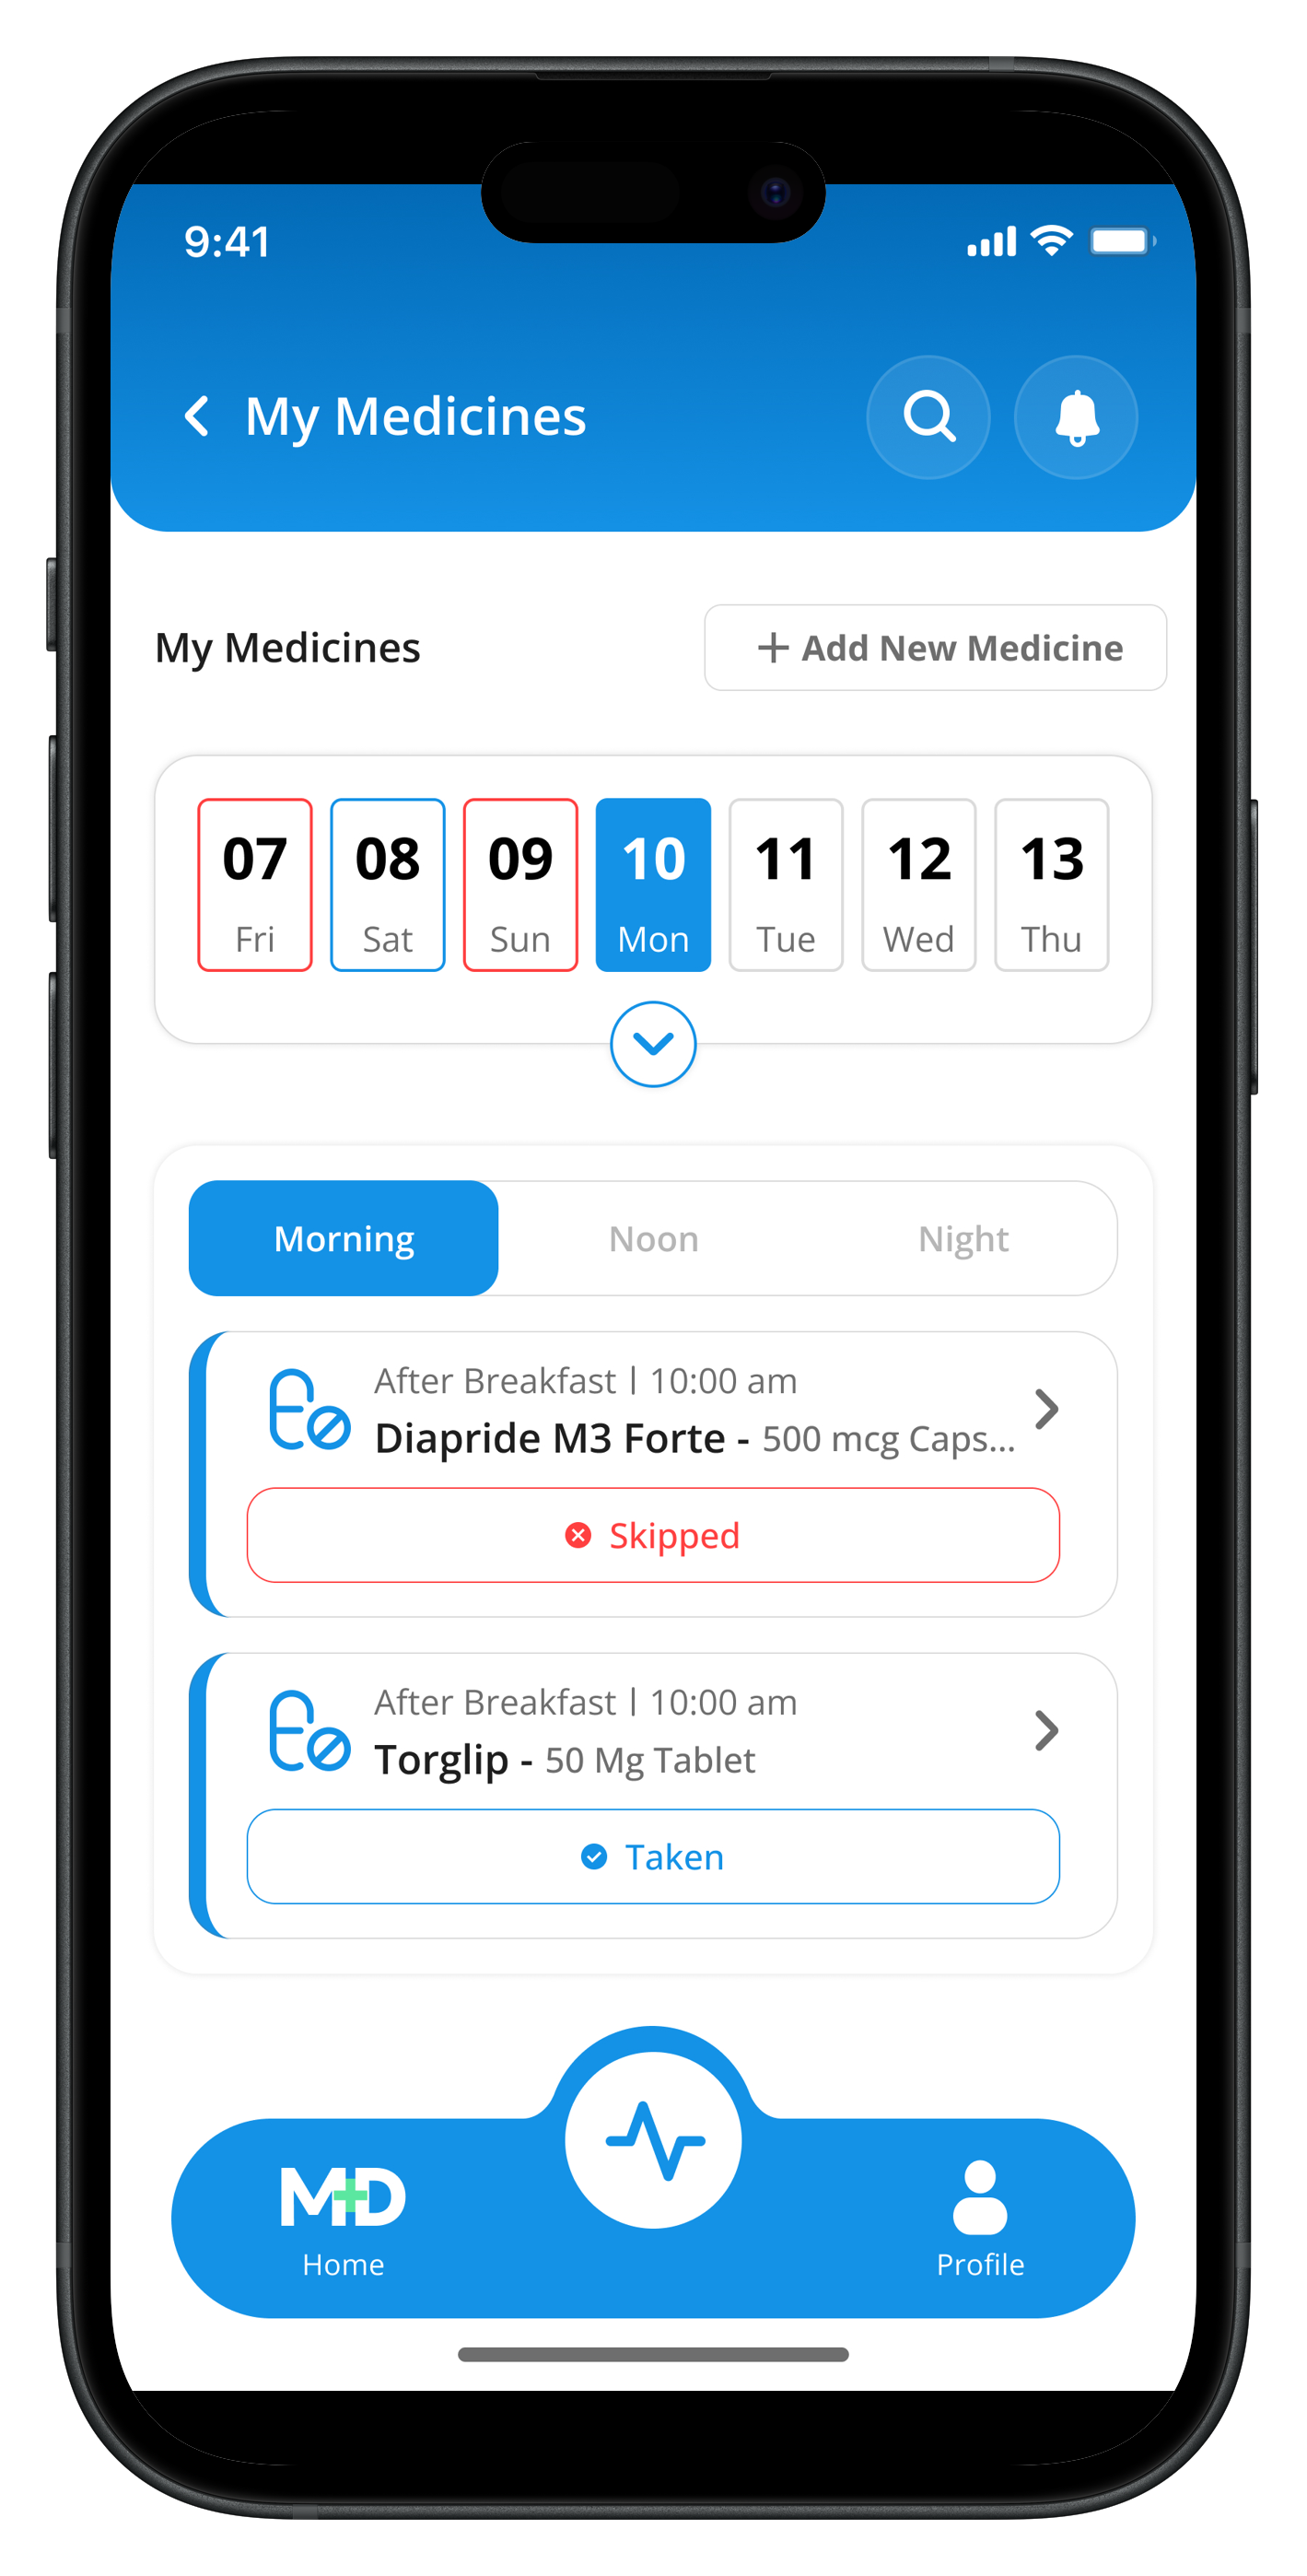 9:41
My Medicines
My Medicines
+ Add New Medicine
07 08 09 10 11 12 13
Fri Sat Sun Mon Tue Wed Thu
Morning Noon Night
After Breakfast | 10:00 am
Diapride M3 Forte - 500 mcg Caps...
Skipped
After Breakfast | 10:00 am
Torglip - 50 Mg Tablet
Taken
M+D
Home Profile